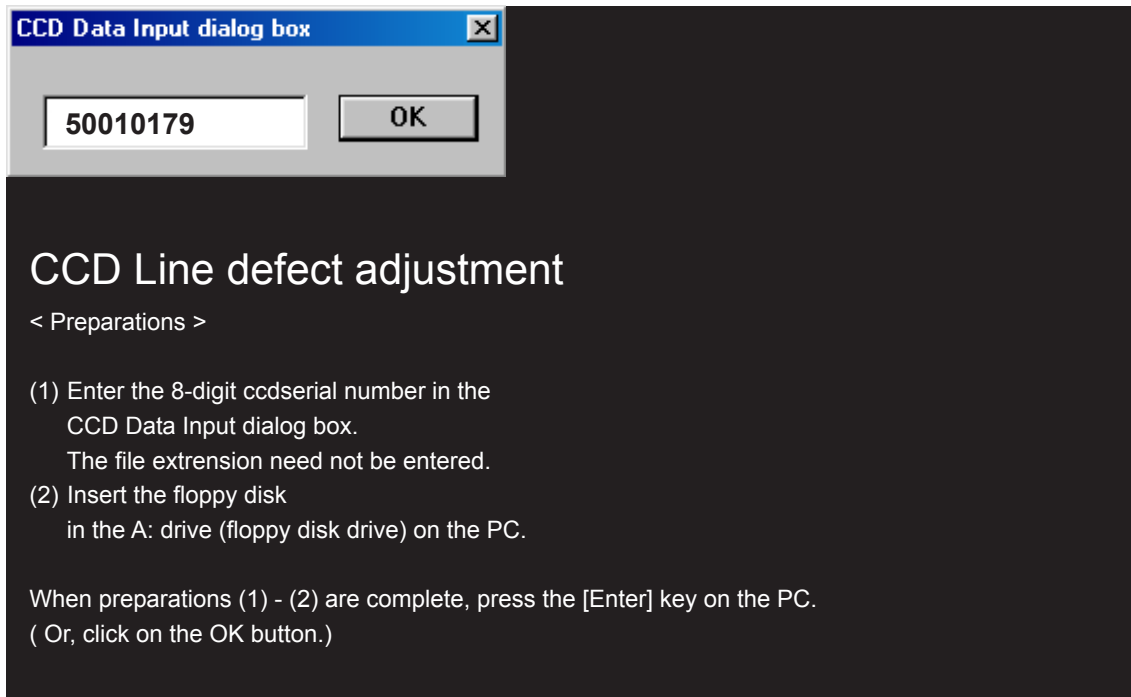 CCD Data Input dialog box
50010179
OK
CCD Line defect adjustment
< Preparations >
(1) Enter the 8-digit ccdserial number in the
CCD Data Input dialog box.
The file extrension need not be entered.
(2) Insert the floppy disk
in the A: drive (floppy disk drive) on the PC.
When preparations (1) - (2) are complete, press the [Enter] key on the PC.
( Or, click on the OK button.)